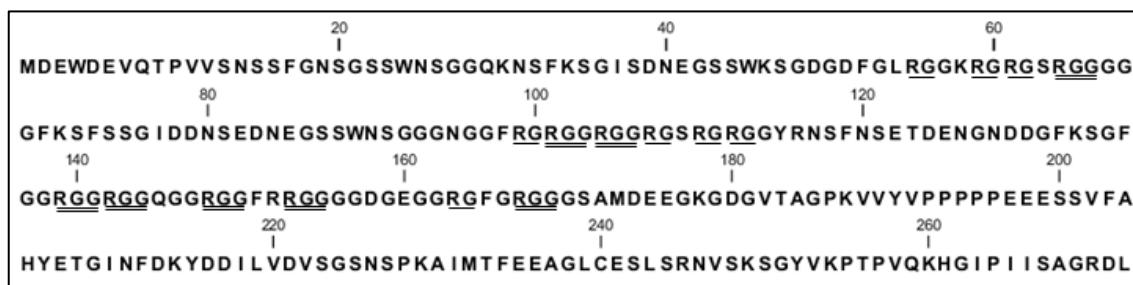 20 40 60
MDEWDEVQTPVVSNSSFGNSGSSWNSGGQKNSFKSGISDNEGSSWKSGDGDFGLRGGKRGRGSRGGGG
80 100 120
GFKSFSSGIDDNSEDNEGSSWNSGGGNGGFRGRGGRGGRGSRGRGGYRNSFNSETDENGNDDGFKSGF
140 160 180 200
GGRGGRGGQGGRGGFRRGGGGDGEGGRGFGRGGGSAMDEEGKGDGVTAGPKVVYVPPPPPEEESSVFA
220 240 260
HYETGINFDKYDDILVDVSGSNSPKAIMTFEEAGLCESLSRNVSKSGYVKPTPVQKHGIPIISAGRDL